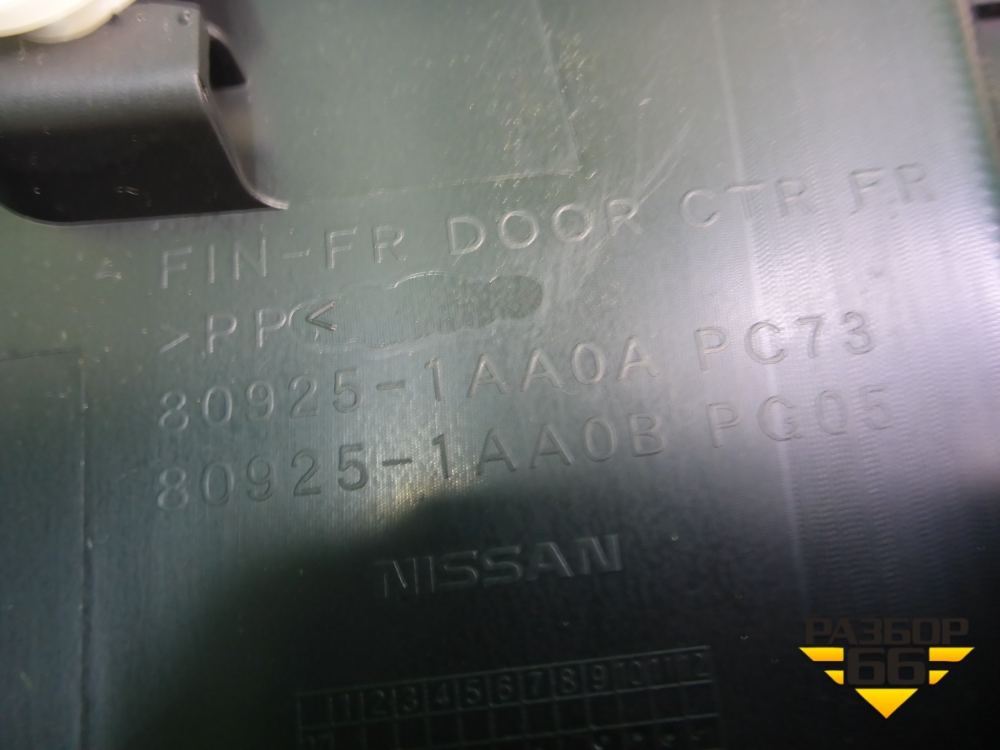 FIN-FR DOOR CTR FR
>PP<
80925-1AA0A PC73
80925-1AA0B PG05
NISSAN
1 2 3 4 5 6 7 8 9 10 11 12
РАЗБОР
66